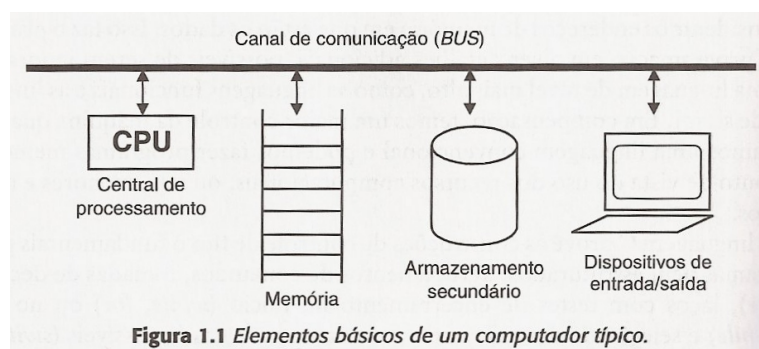 Canal de comunicação (BUS)
CPU
Central de
processamento
Memória
Armazenamento
secundário
Dispositivos de
entrada/saída
Figura 1.1 Elementos básicos de um computador típico.